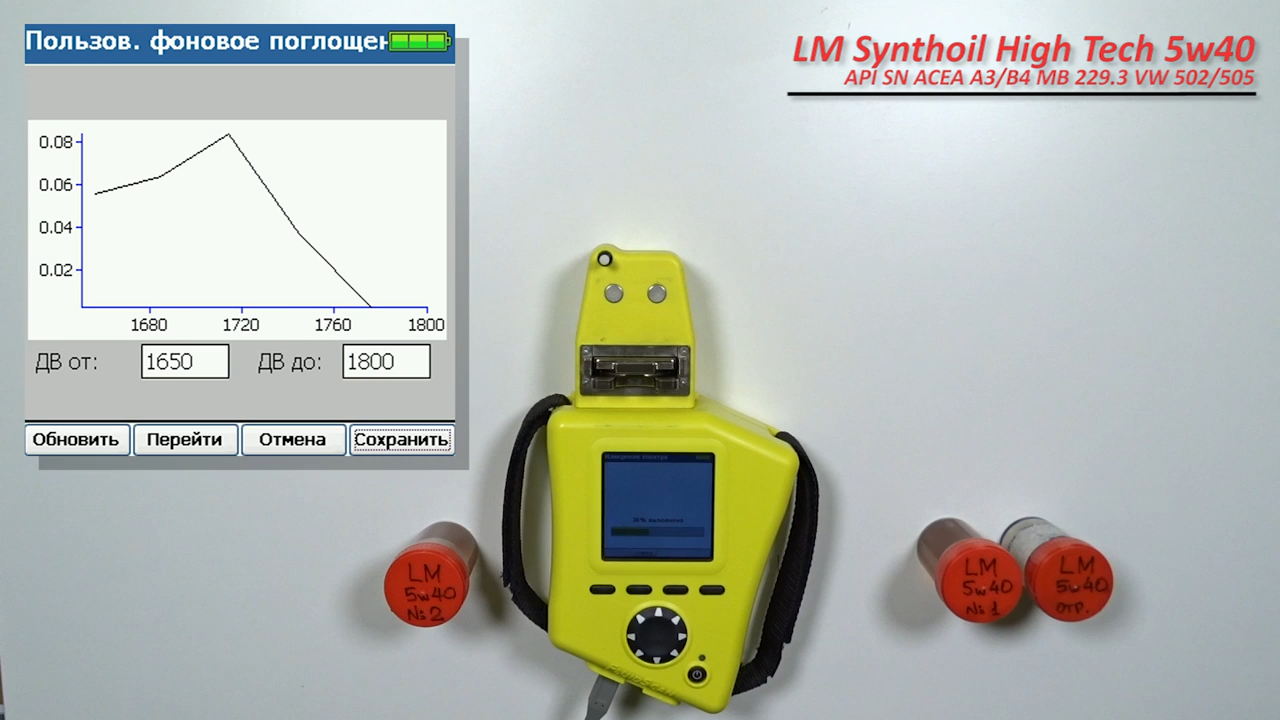 Пользов. фоновое поглощен
0.08
0.06
0.04
0.02
1680 1720 1760 1800
ДВ от: 1650 ДВ до: 1800
Обновить Перейти Отмена Сохранить
LM Synthoil High Tech 5w40
API SN ACEA A3/B4 MB 229.3 VW 502/505
LM
5w40
№2
LM
5w40
№1
LM
5w40
отр.